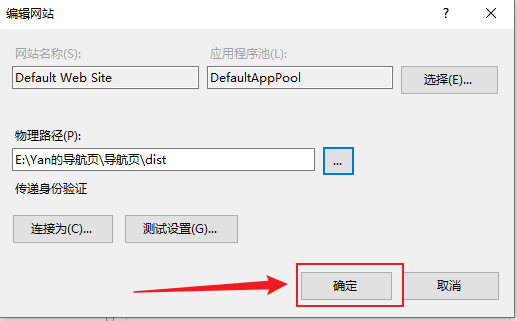 编辑网站
?
网站名称(S):
应用程序池(L):
Default Web Site
DefaultAppPool
选择(E)...
物理路径(P):
E:\Yan的导航页\导航页\dist
...
传递身份验证
连接为(C)...
测试设置(G)...
确定
取消